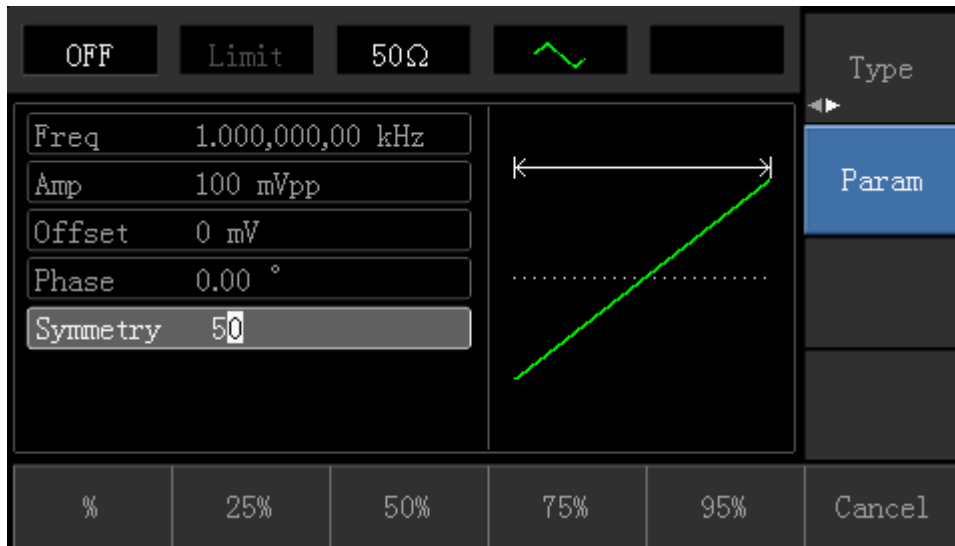 OFF Limit 50Ω
Type
Freq 1.000,000,00 kHz
Param
Amp 100 mVpp
Offset 0 mV
Phase 0.00 °
Symmetry 50
% 25% 50% 75% 95% Cancel